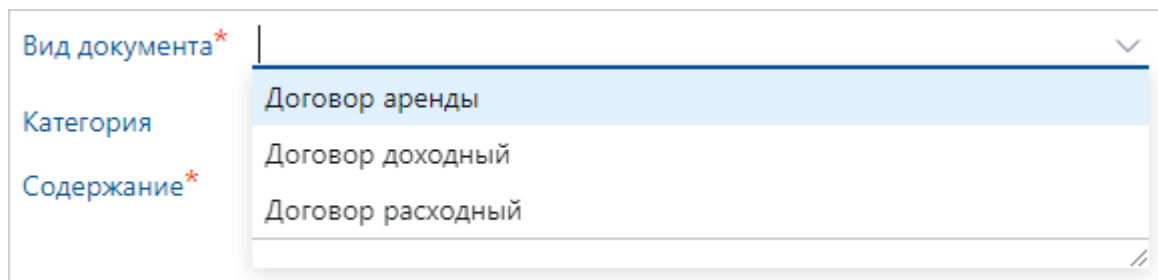 Вид документа*
Договор аренды
Категория
Договор доходный
Содержание*
Договор расходный